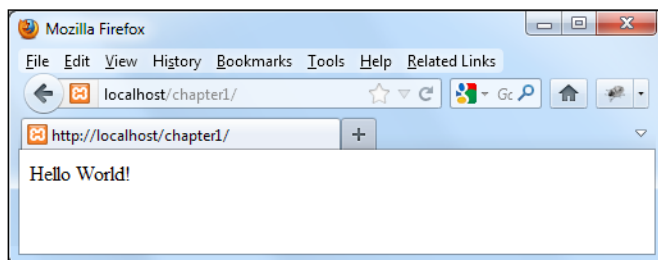 Mozilla Firefox
File Edit View History Bookmarks Tools Help Related Links
localhost/chapter1/ Gc
http://localhost/chapter1/
Hello World!